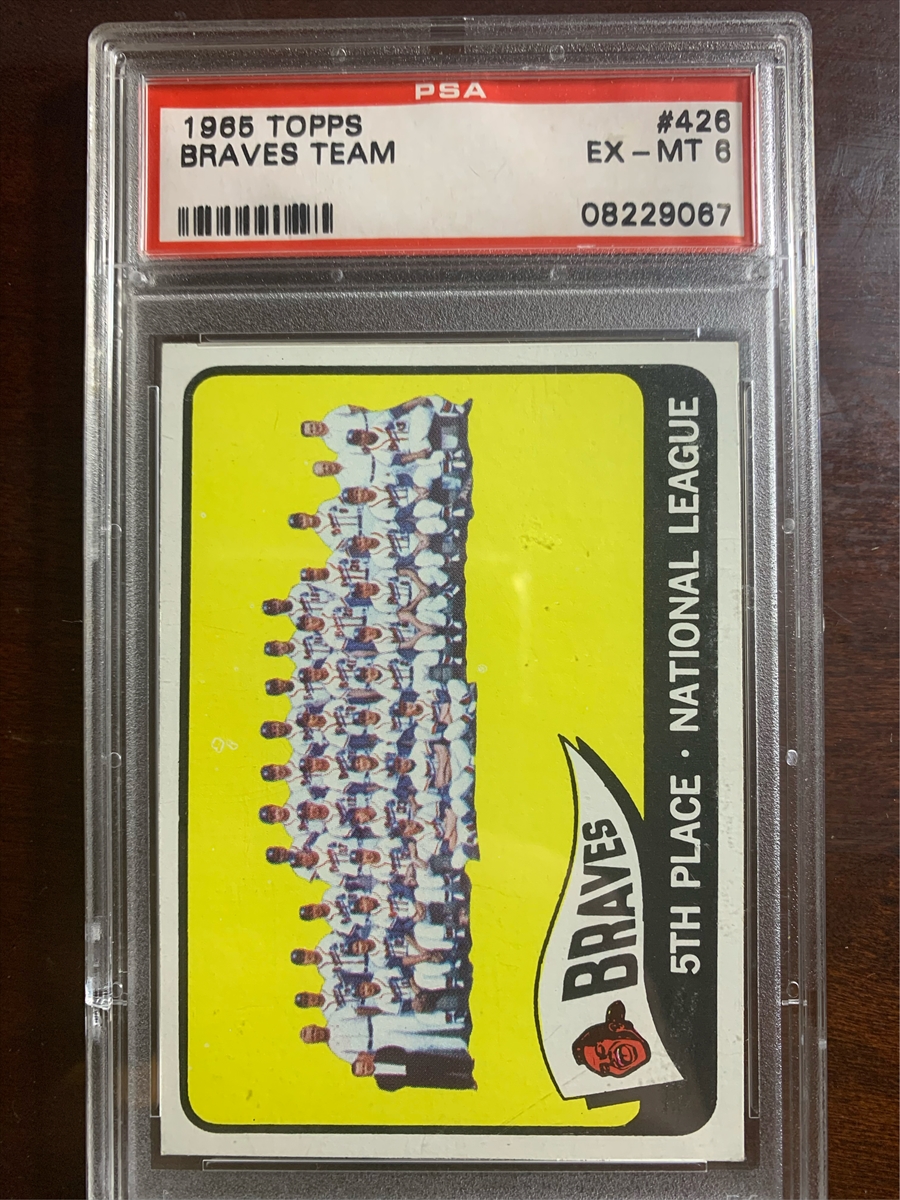 PSA
1965 TOPPS #426
BRAVES TEAM EX-MT 6
08229067
BRAVES
5TH PLACE · NATIONAL LEAGUE